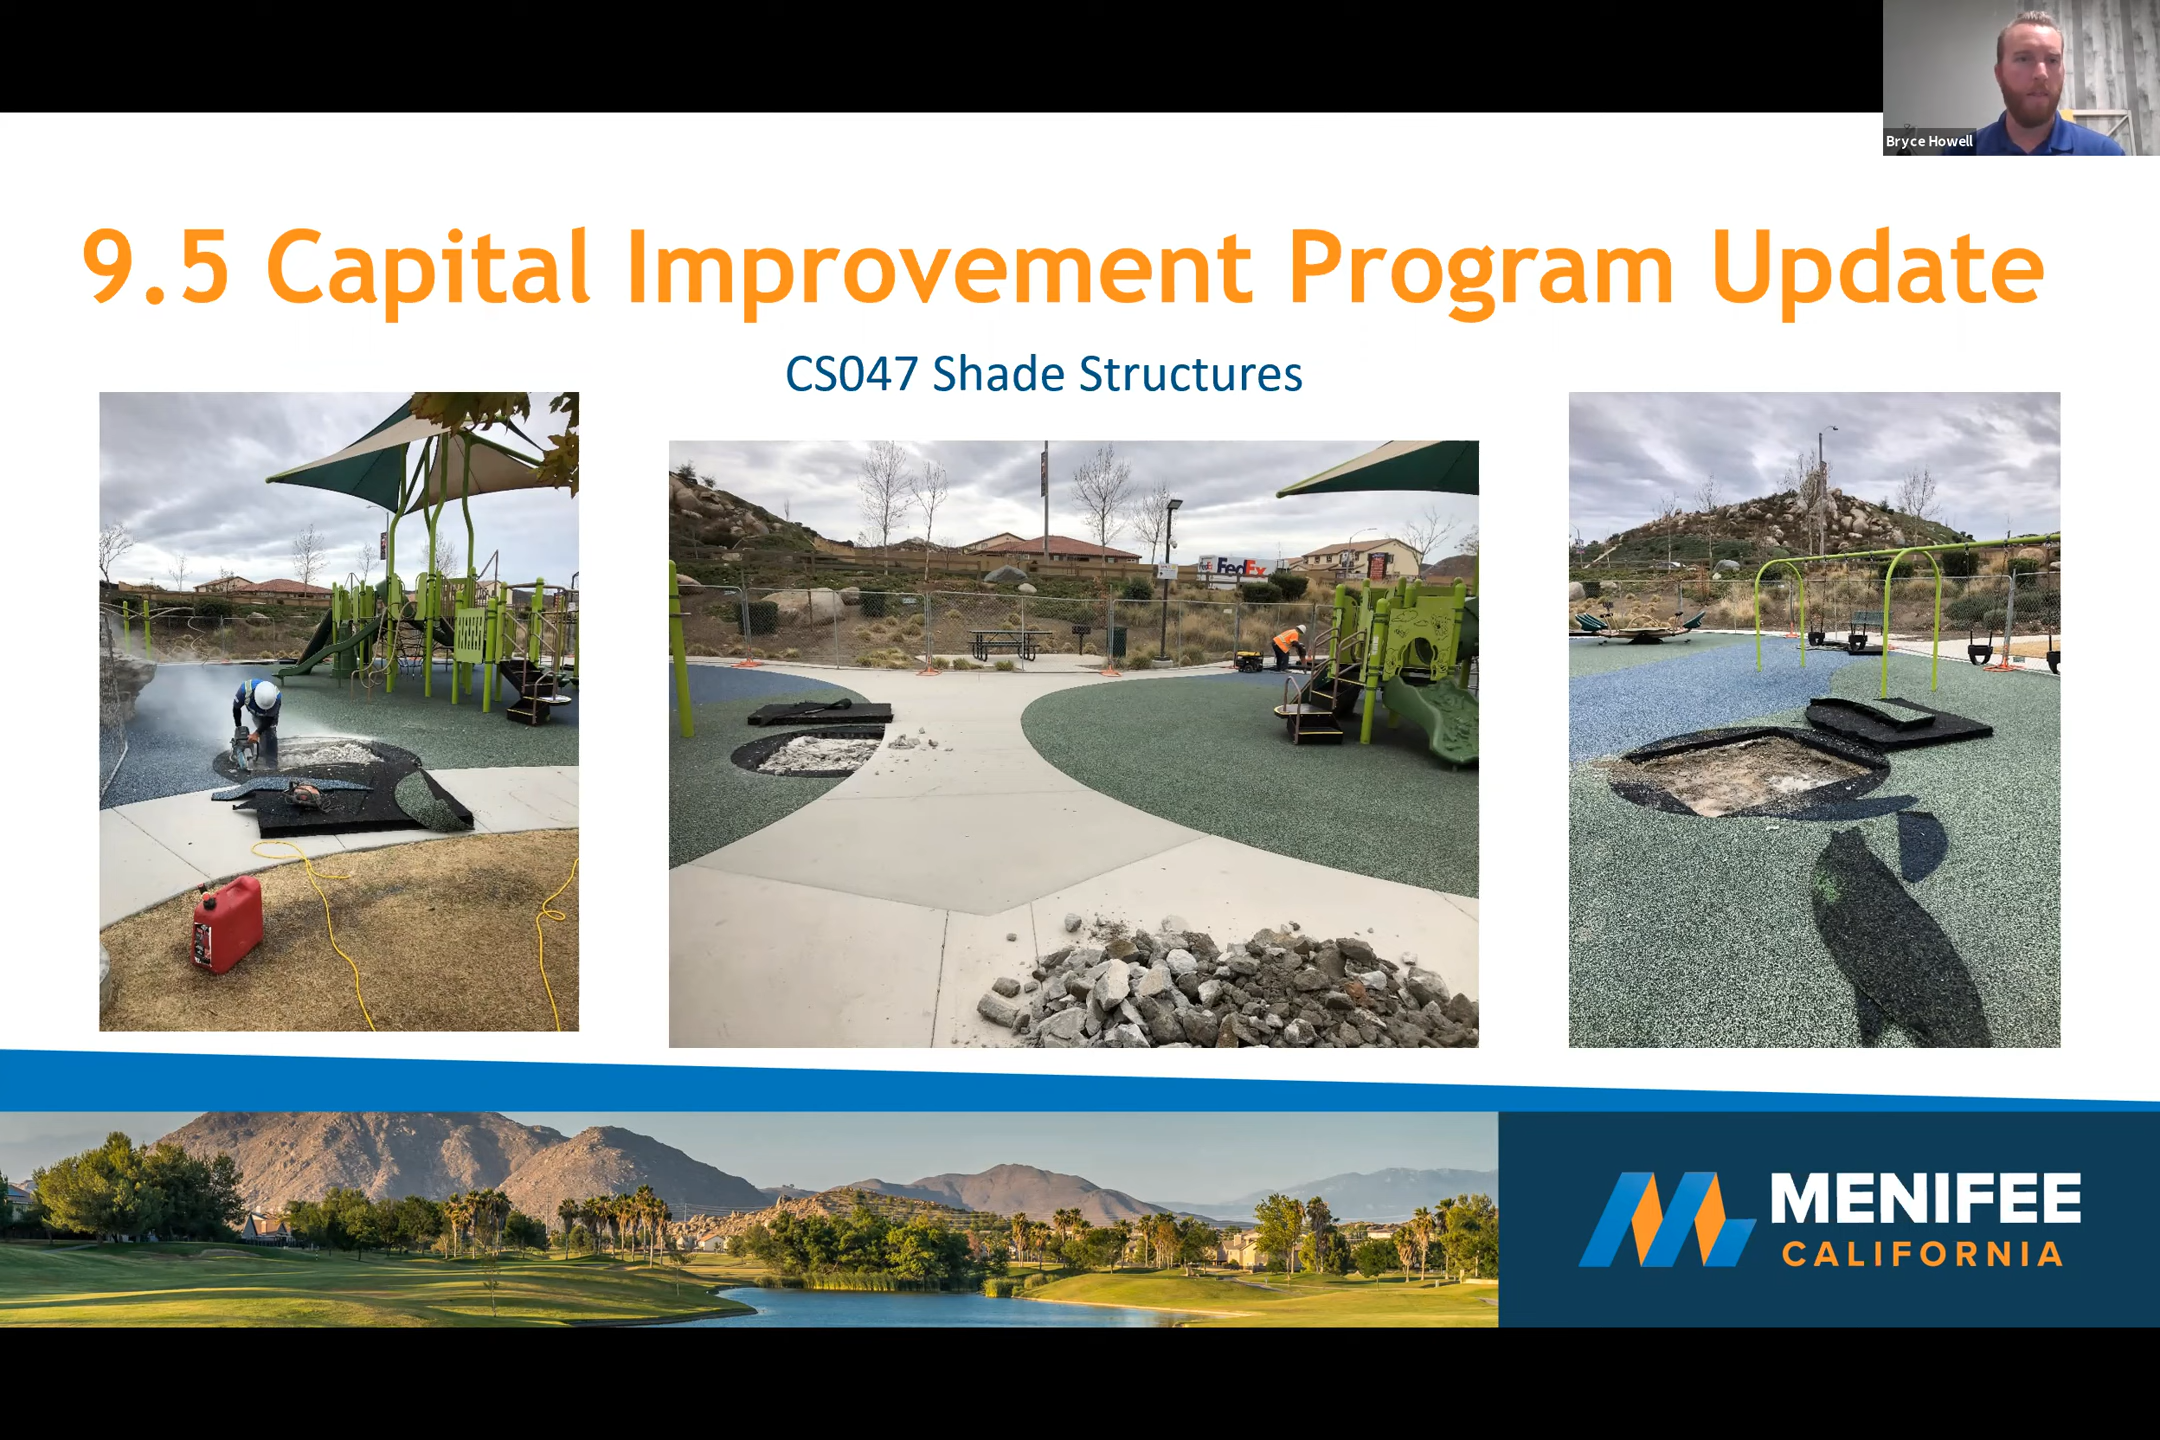 Bryce Howell
9.5 Capital Improvement Program Update
CS047 Shade Structures
FedEx
MENIFEE
CALIFORNIA